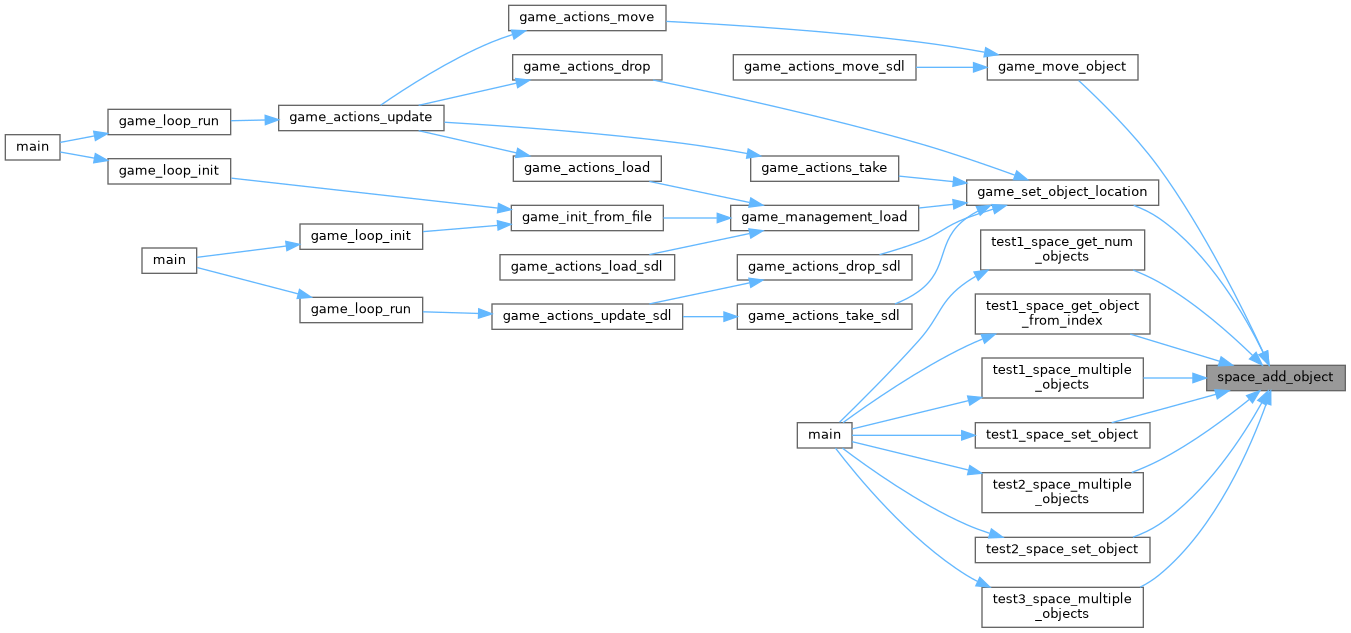 game_actions_move
game_actions_drop
game_actions_move_sdl
game_move_object
game_loop_run
game_actions_update
main
game_loop_init
game_actions_load
game_actions_take
game_set_object_location
game_init_from_file
game_management_load
game_loop_init
main
game_actions_load_sdl
game_actions_drop_sdl
test1_space_get_num
_objects
game_loop_run
game_actions_update_sdl
game_actions_take_sdl
test1_space_get_object
_from_index
test1_space_multiple
_objects
space_add_object
main
test1_space_set_object
test2_space_multiple
_objects
test2_space_set_object
test3_space_multiple
_objects